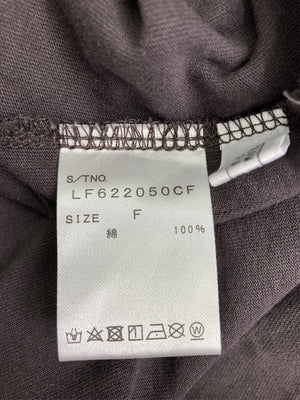 S/TNO.
LF622050CF
SIZE F
綿 100%